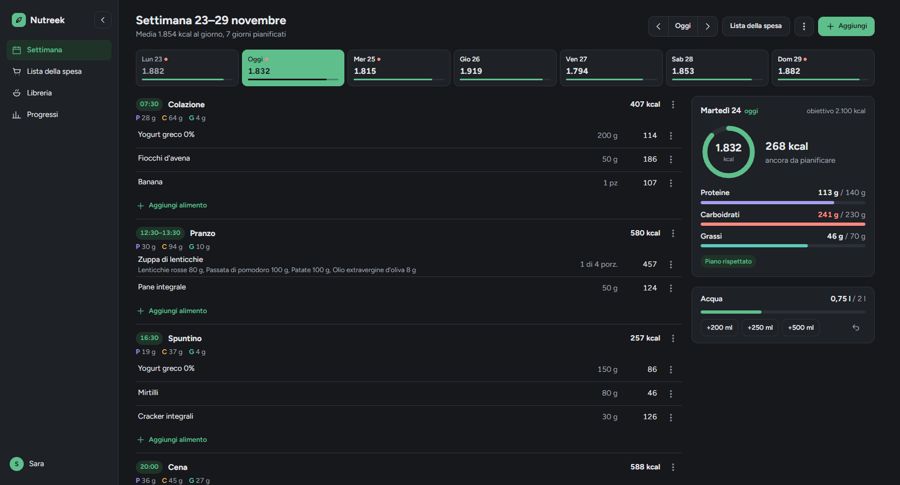 Nutreek
Settimana
Lista della spesa
Libreria
Progressi
S Sara
Settimana 23–29 novembre
Media 1.854 kcal al giorno, 7 giorni pianificati
Oggi
Lista della spesa
Aggiungi
Lun 23
1.882
Oggi
1.832
Mer 25
1.815
Gio 26
1.919
Ven 27
1.794
Sab 28
1.853
Dom 29
1.882
07:30 Colazione 407 kcal
P 28 g C 64 g G 4 g
Yogurt greco 0% 200 g 114
Fiocchi d'avena 50 g 186
Banana 1 pz 107
Aggiungi alimento
12:30–13:30 Pranzo 580 kcal
P 30 g C 94 g G 10 g
Zuppa di lenticchie 1 di 4 porz. 457
Lenticchie rosse 80 g, Passata di pomodoro 100 g, Patate 100 g, Olio extravergine d'oliva 8 g
Pane integrale 50 g 124
Aggiungi alimento
16:30 Spuntino 257 kcal
P 19 g C 37 g G 4 g
Yogurt greco 0% 150 g 86
Mirtilli 80 g 46
Cracker integrali 30 g 126
Aggiungi alimento
20:00 Cena 588 kcal
P 36 g C 45 g G 27 g
Martedì 24 oggi obiettivo 2.100 kcal
1.832
kcal
268 kcal
ancora da pianificare
Proteine 113 g / 140 g
Carboidrati 241 g / 230 g
Grassi 46 g / 70 g
Piano rispettato
Acqua 0,75 l / 2 l
+200 ml +250 ml +500 ml